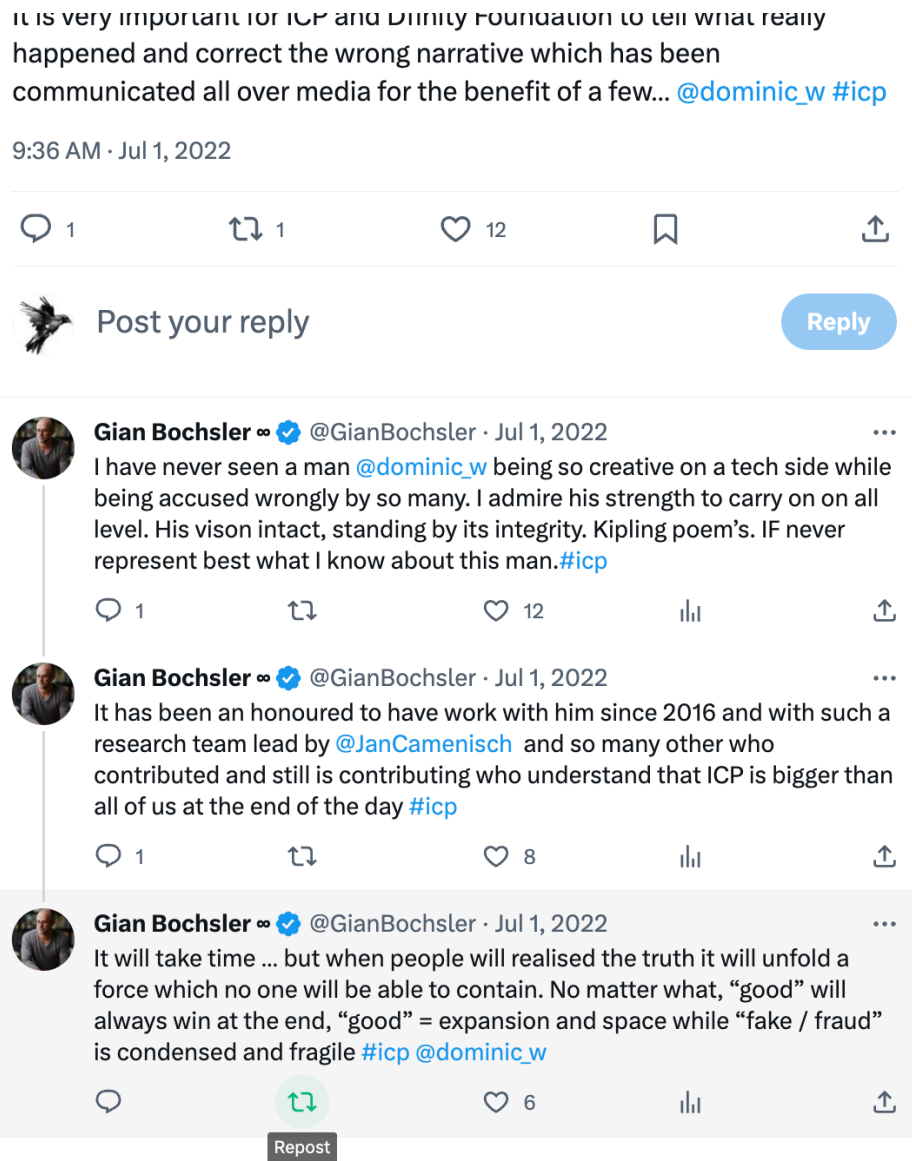 It is very important for ICP and Dfinity Foundation to tell what really
happened and correct the wrong narrative which has been
communicated all over media for the benefit of a few... @dominic_w #icp
9:36 AM · Jul 1, 2022
1 1 12
Post your reply Reply
Gian Bochsler ∞ @GianBochsler · Jul 1, 2022
I have never seen a man @dominic_w being so creative on a tech side while
being accused wrongly by so many. I admire his strength to carry on on all
level. His vison intact, standing by its integrity. Kipling poem’s. IF never
represent best what I know about this man.#icp
1 12
Gian Bochsler ∞ @GianBochsler · Jul 1, 2022
It has been an honoured to have work with him since 2016 and with such a
research team lead by @JanCamenisch and so many other who
contributed and still is contributing who understand that ICP is bigger than
all of us at the end of the day #icp
1 8
Gian Bochsler ∞ @GianBochsler · Jul 1, 2022
It will take time ... but when people will realised the truth it will unfold a
force which no one will be able to contain. No matter what, “good” will
always win at the end, “good” = expansion and space while “fake / fraud”
is condensed and fragile #icp @dominic_w
6
Repost